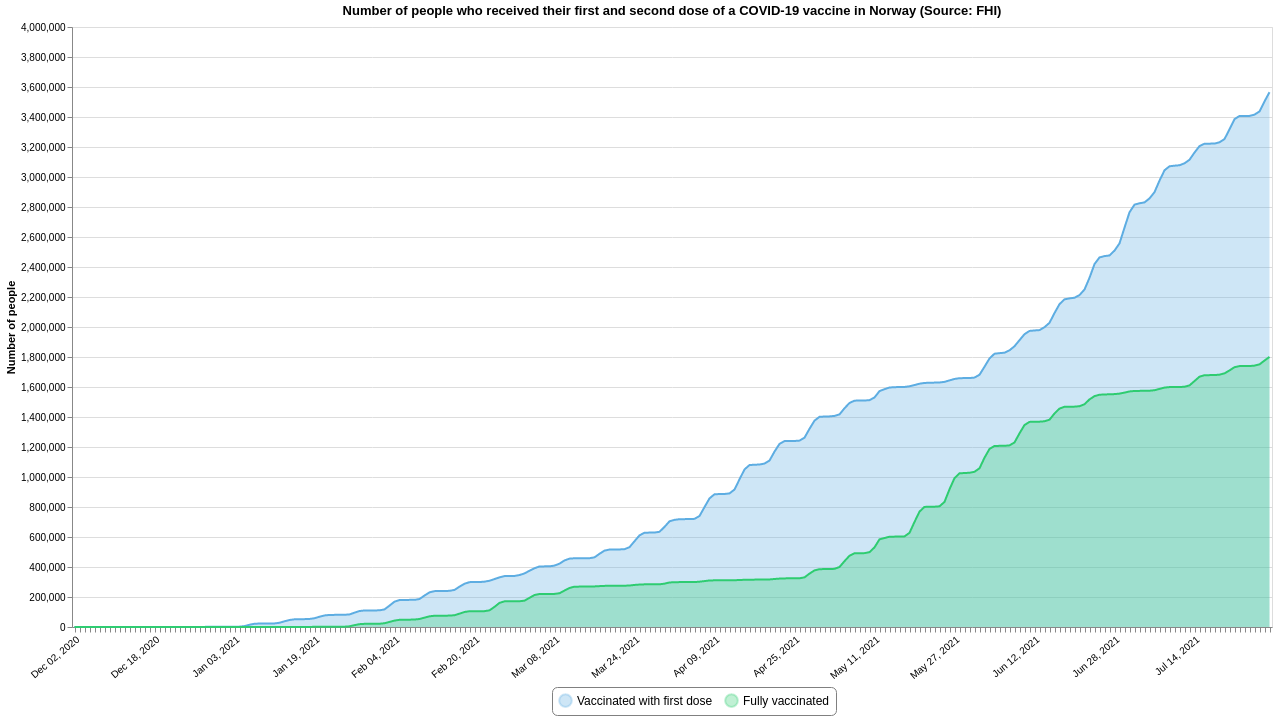 Number of people who received their first and second dose of a COVID-19 vaccine in Norway (Source: FHI)
Number of people
4,000,000
3,800,000
3,600,000
3,400,000
3,200,000
3,000,000
2,800,000
2,600,000
2,400,000
2,200,000
2,000,000
1,800,000
1,600,000
1,400,000
1,200,000
1,000,000
800,000
600,000
400,000
200,000
0
Dec 02, 2020
Dec 18, 2020
Jan 03, 2021
Jan 19, 2021
Feb 04, 2021
Feb 20, 2021
Mar 08, 2021
Mar 24, 2021
Apr 09, 2021
Apr 25, 2021
May 11, 2021
May 27, 2021
Jun 12, 2021
Jun 28, 2021
Jul 14, 2021
Vaccinated with first dose
Fully vaccinated